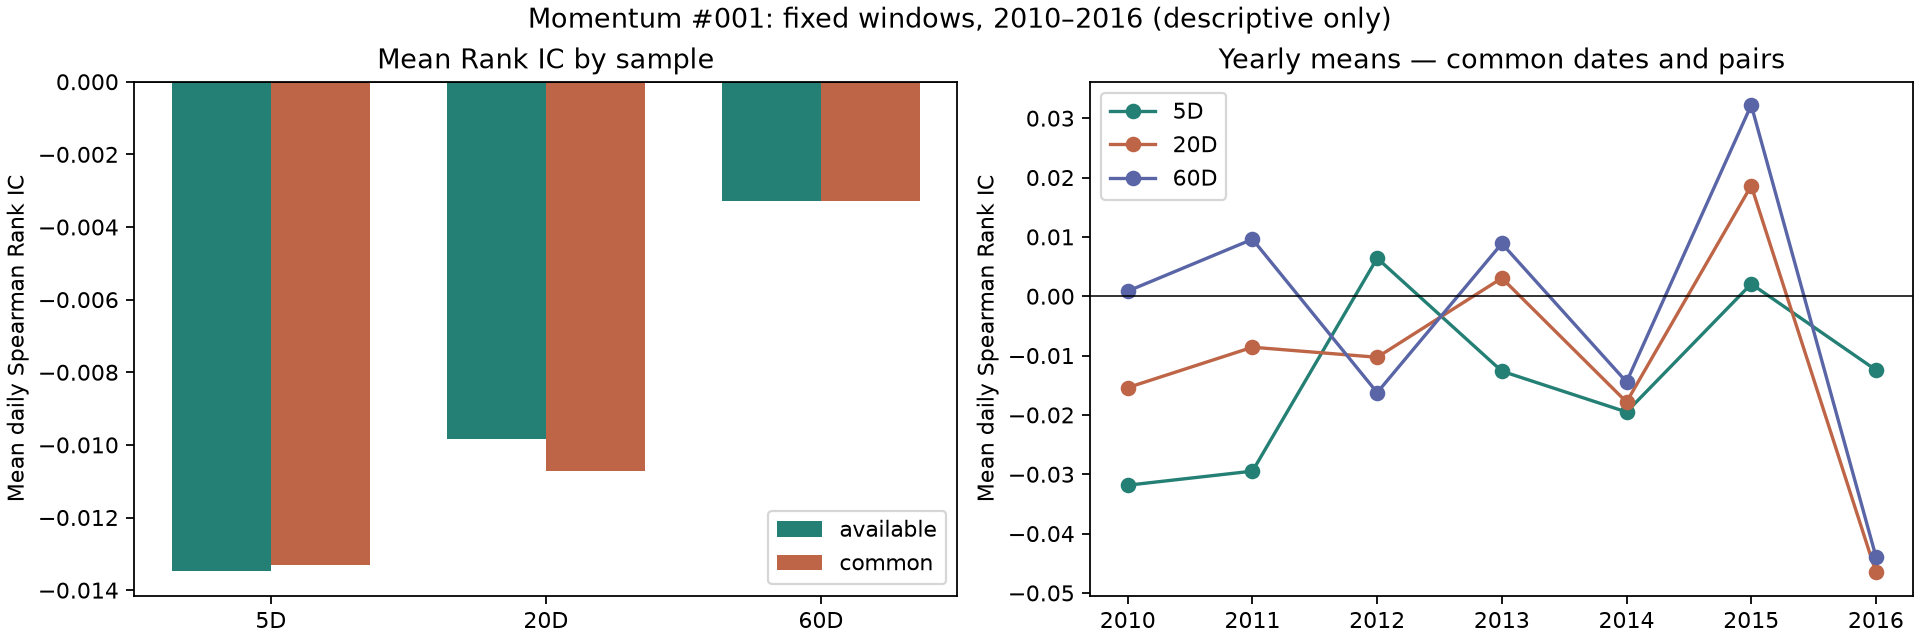 Momentum #001: fixed windows, 2010–2016 (descriptive only)
Mean Rank IC by sample
Mean daily Spearman Rank IC
0.000
−0.002
−0.004
−0.006
−0.008
−0.010
−0.012
−0.014
5D
20D
60D
available
common
Yearly means — common dates and pairs
Mean daily Spearman Rank IC
0.03
0.02
0.01
0.00
−0.01
−0.02
−0.03
−0.04
−0.05
2010
2011
2012
2013
2014
2015
2016
5D
20D
60D